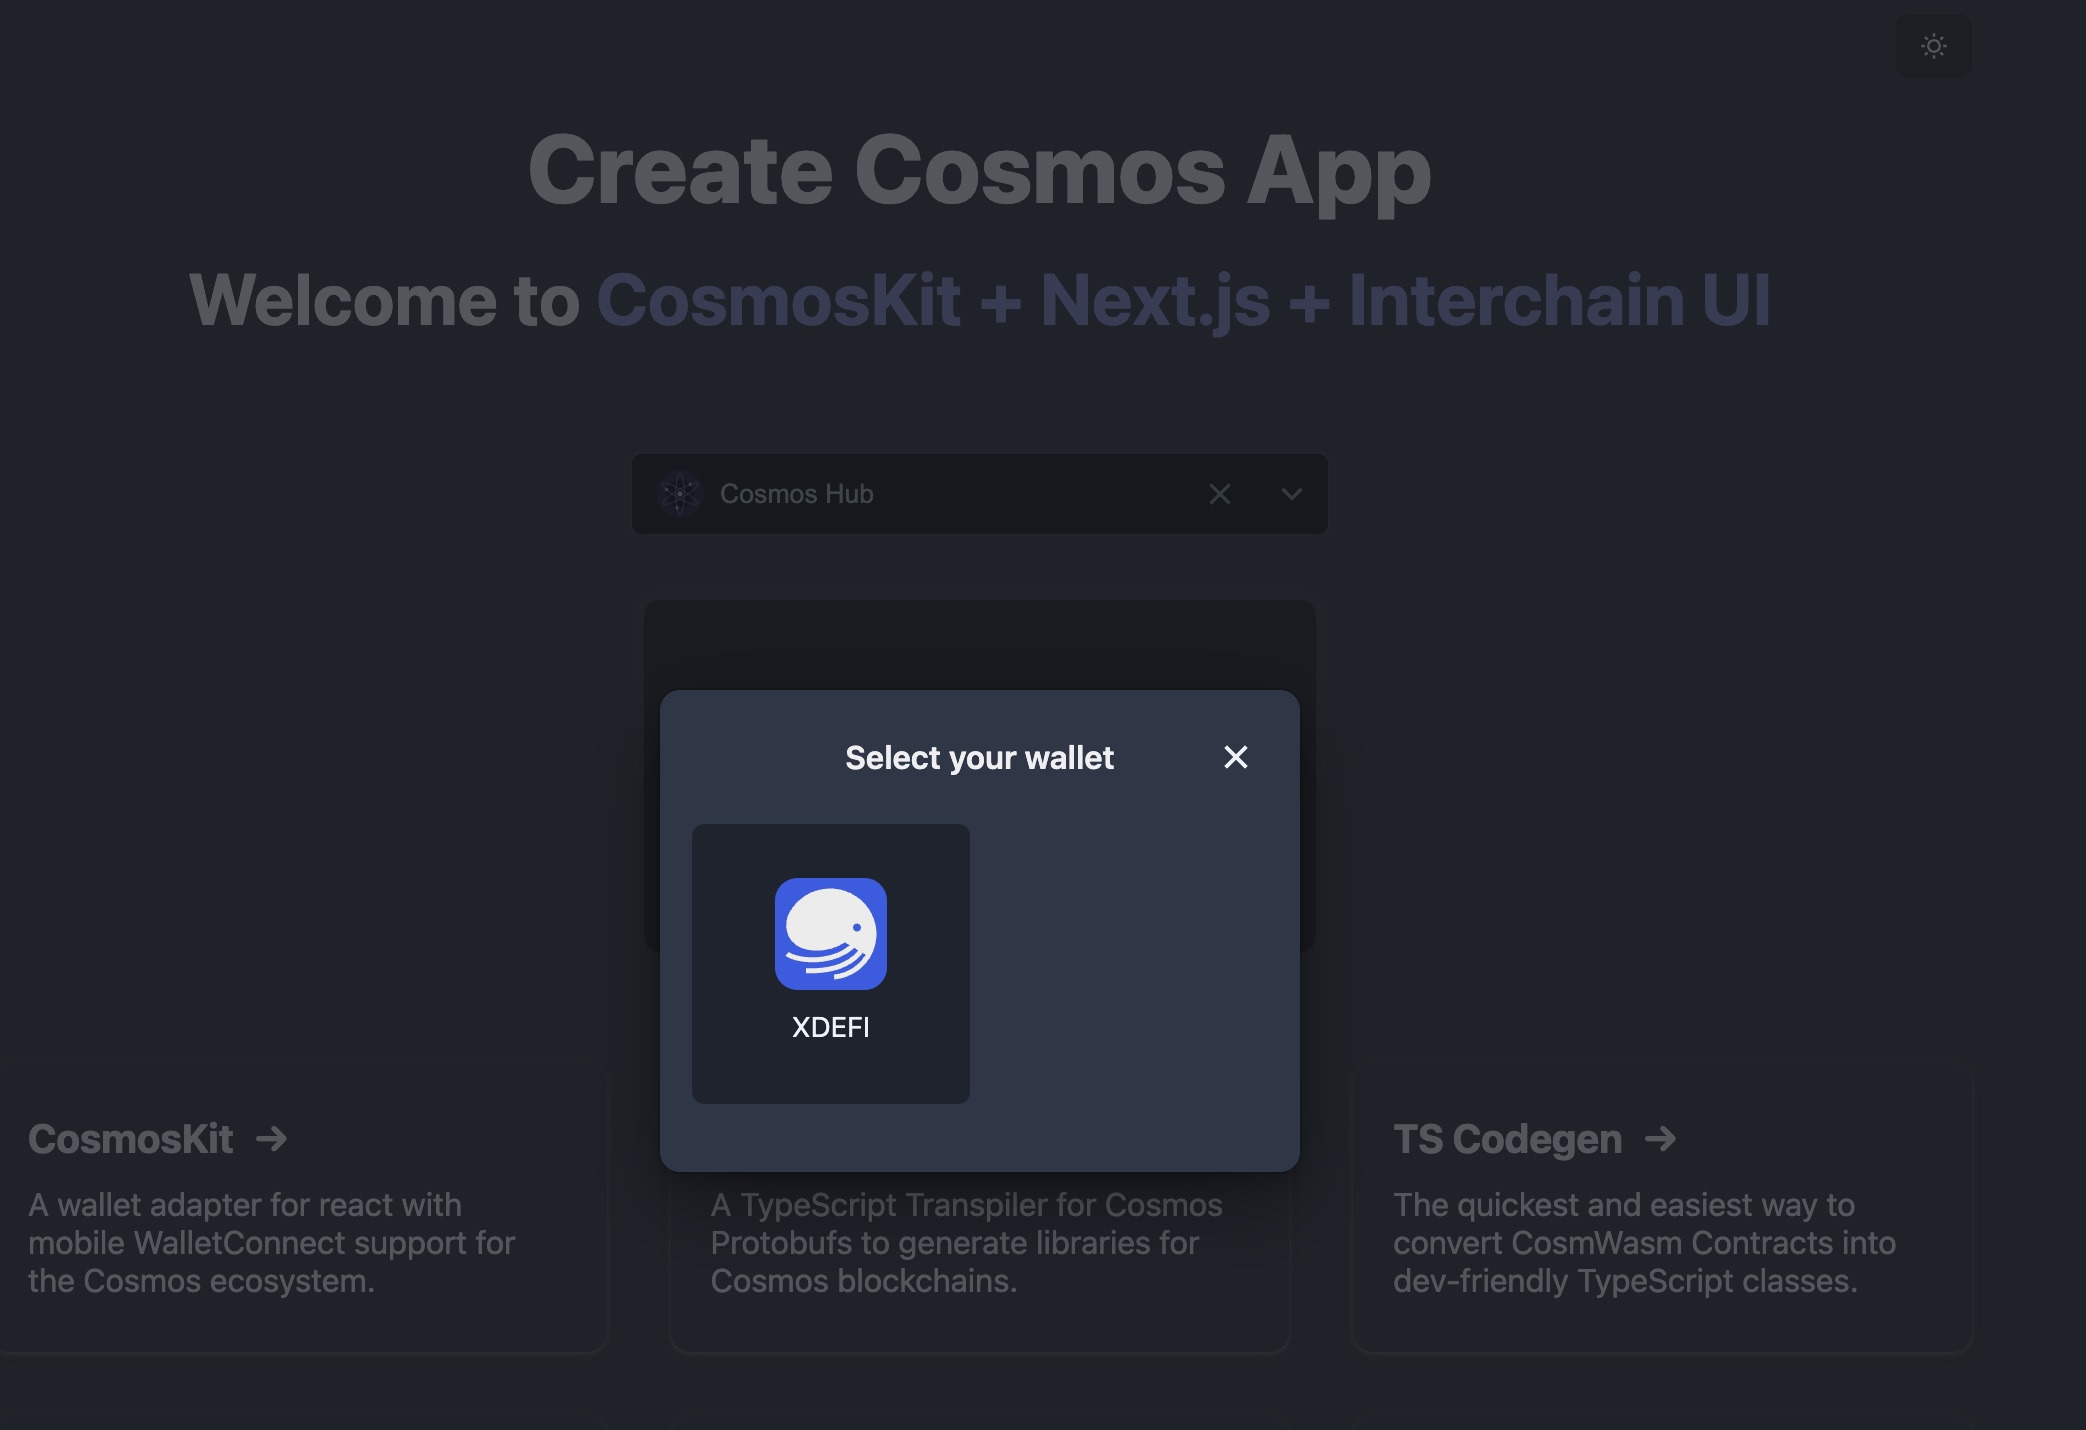 Create Cosmos App
Welcome to CosmosKit + Next.js + Interchain UI
Cosmos Hub
Select your wallet
XDEFI
CosmosKit →
A wallet adapter for react with
mobile WalletConnect support for
the Cosmos ecosystem.
A TypeScript Transpiler for Cosmos
Protobufs to generate libraries for
Cosmos blockchains.
TS Codegen →
The quickest and easiest way to
convert CosmWasm Contracts into
dev-friendly TypeScript classes.